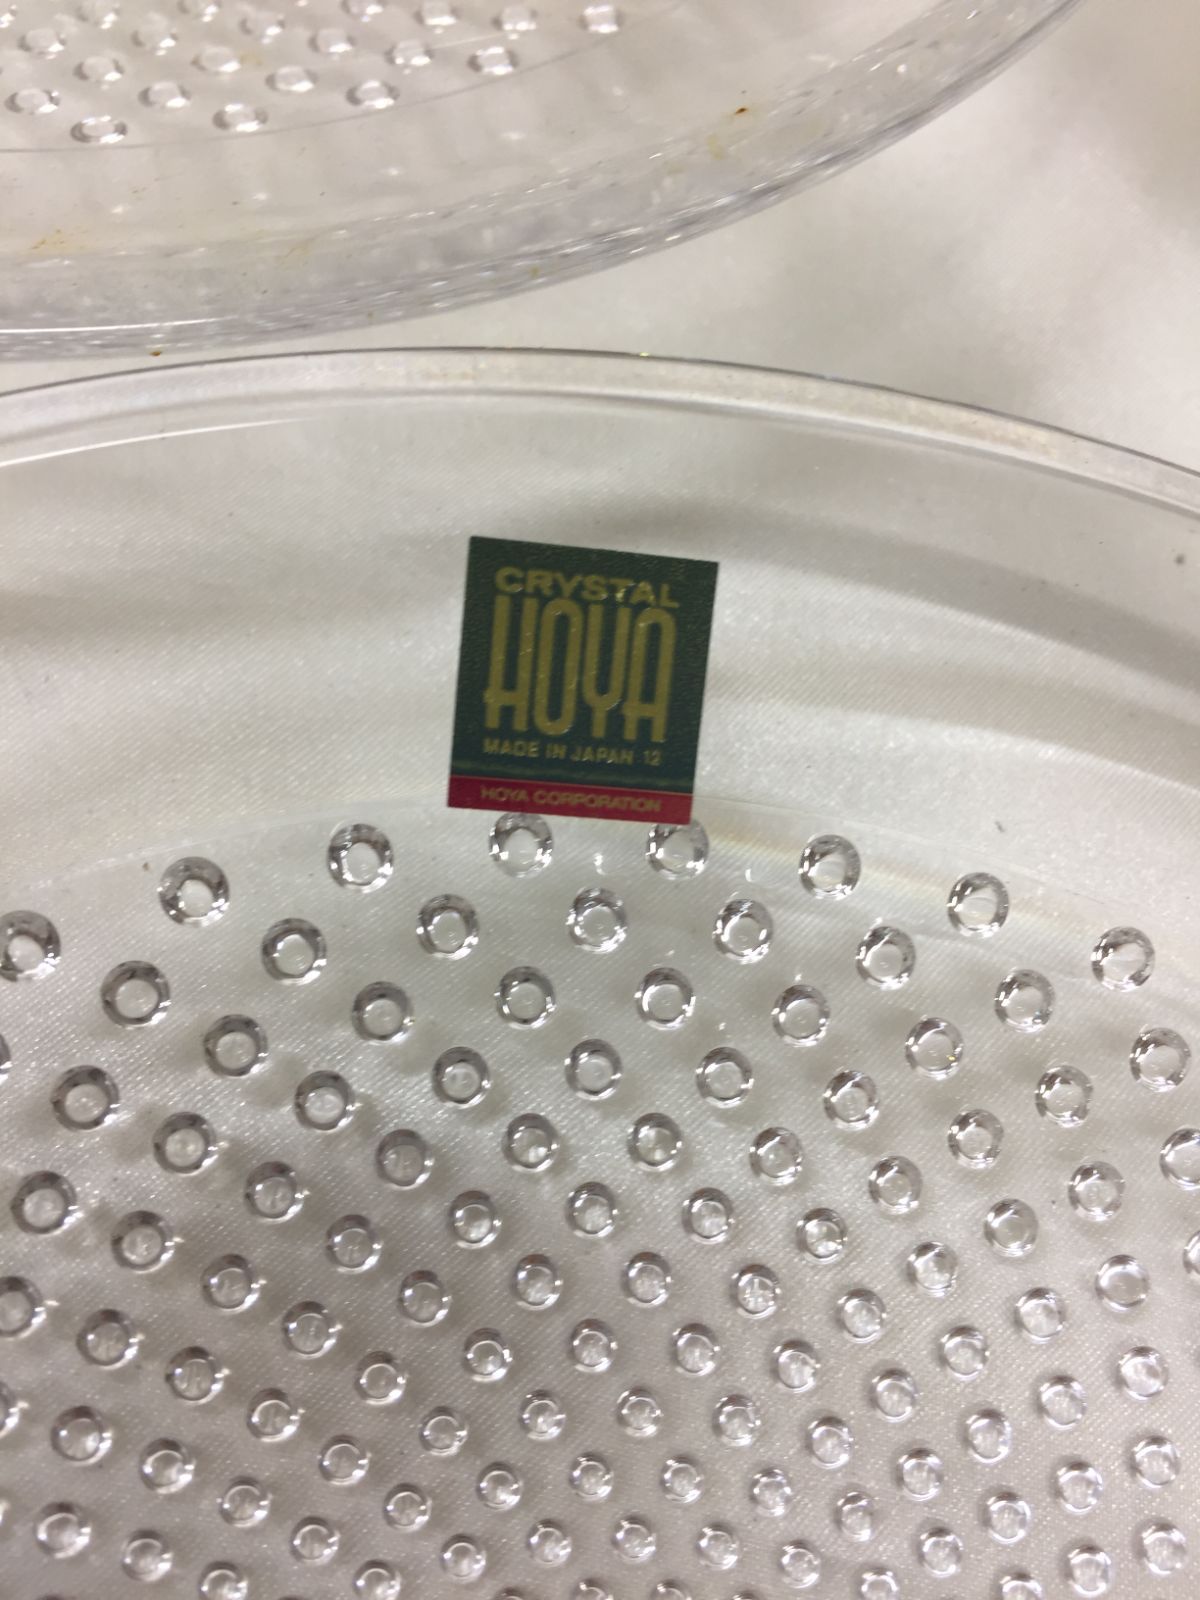 CRYSTAL
HOYA
MADE IN JAPAN 12
HOYA CORPORATION